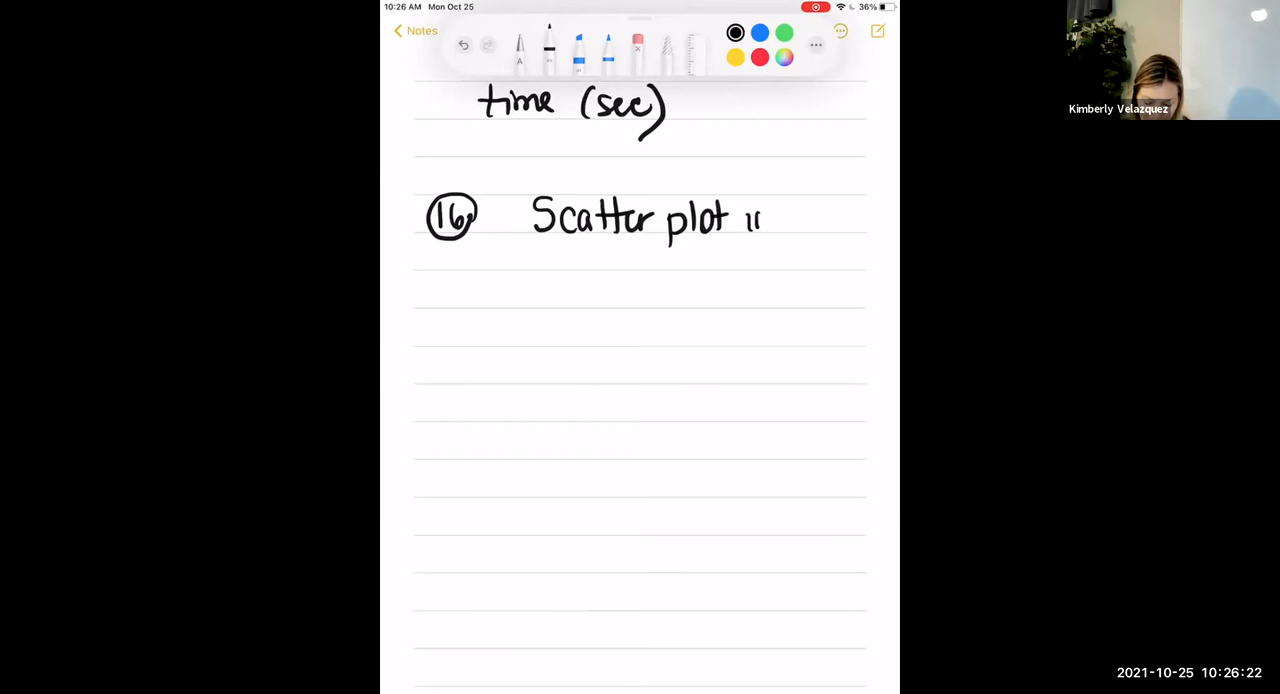 10:26 AM Mon Oct 25
36%
Notes
time (sec)
16. Scatter plot
Kimberly Velazquez
2021-10-25 10:26:22